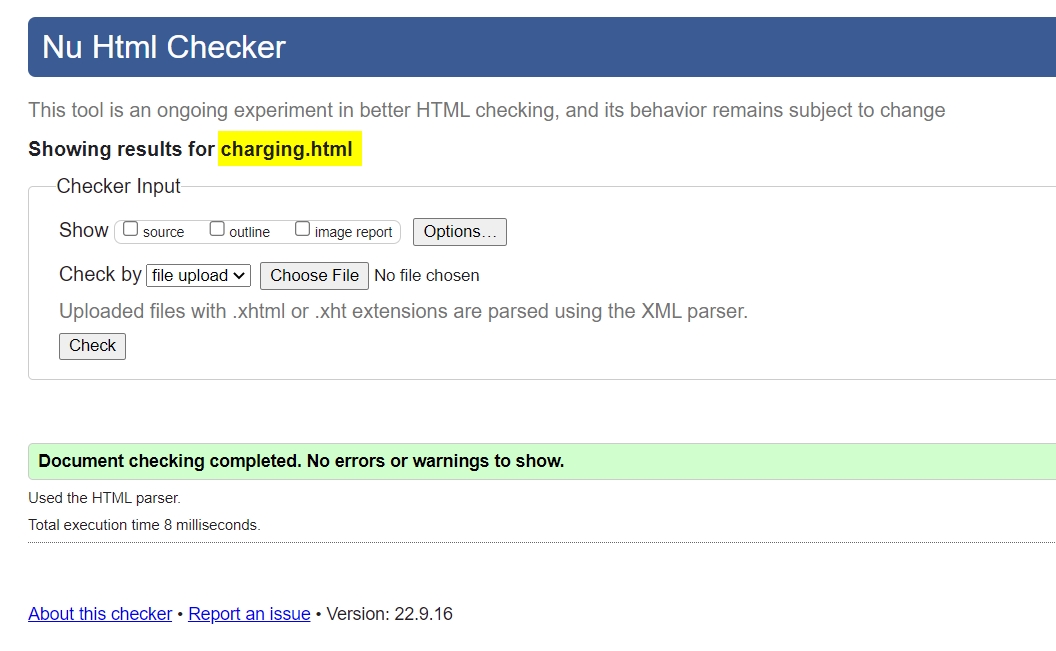 Nu Html Checker
This tool is an ongoing experiment in better HTML checking, and its behavior remains subject to change
Showing results for charging.html
Checker Input
Show source outline image report Options...
Check by file upload Choose File No file chosen
Uploaded files with .xhtml or .xht extensions are parsed using the XML parser.
Check
Document checking completed. No errors or warnings to show.
Used the HTML parser.
Total execution time 8 milliseconds.
About this checker • Report an issue • Version: 22.9.16